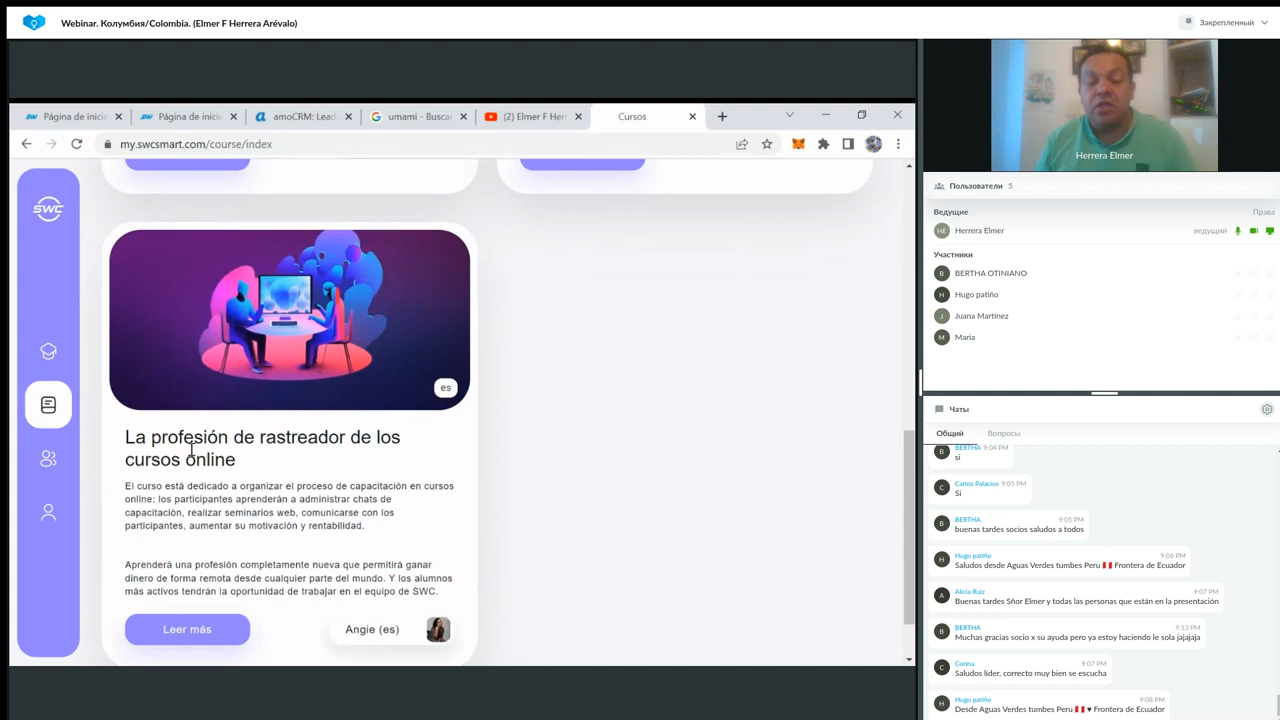 Webinar. Колумбия/Colombia. (Elmer F Herrera Arévalo)
Закрепленный
Página de inicio
Página de inicio
amoCRM: Lead
umami - Buscar
(2) Elmer F Herr
Cursos
my.swcsmart.com/course/index
SWC
es
La profesión de rastreador de los
cursos online
El curso está dedicado a organizar el proceso de capacitación en cursos
online: los participantes aprenderán a administrar chats de
capacitación, realizar seminarios web, comunicarse con los
participantes, aumentar su motivación y rentabilidad.
Aprenderá una profesión completamente nueva que permitirá ganar
dinero de forma remota desde cualquier parte del mundo. Y los alumnos
más activos tendrán la oportunidad de trabajar en el equipo de SWC.
Leer más
Angie (es)
Herrera Elmer
Пользователи 5
Ведущие
Права
HE
Herrera Elmer
ведущий
Участники
B
BERTHA OTINIANO
H
Hugo patiño
J
Juana Martínez
M
Maria
Чаты
Общий
Вопросы
BERTHA 9:04 PM
B
si
Carlos Palacios 9:05 PM
C
Si
BERTHA 9:05 PM
B
buenas tardes socios saludos a todos
Hugo patiño 9:06 PM
H
Saludos desde Aguas Verdes tumbes Peru 🇵🇪 Frontera de Ecuador
Alicia Ruiz 9:07 PM
A
Buenas tardes Sñor Elmer y todas las personas que están en la presentación
BERTHA 9:13 PM
B
Muchas gracias socio x su ayuda pero ya estoy haciendo le sola jajajaja
Corina 9:07 PM
C
Saludos líder, correcto muy bien se escucha
Hugo patiño 9:08 PM
H
Desde Aguas Verdes tumbes Peru 🇵🇪 ♥ Frontera de Ecuador